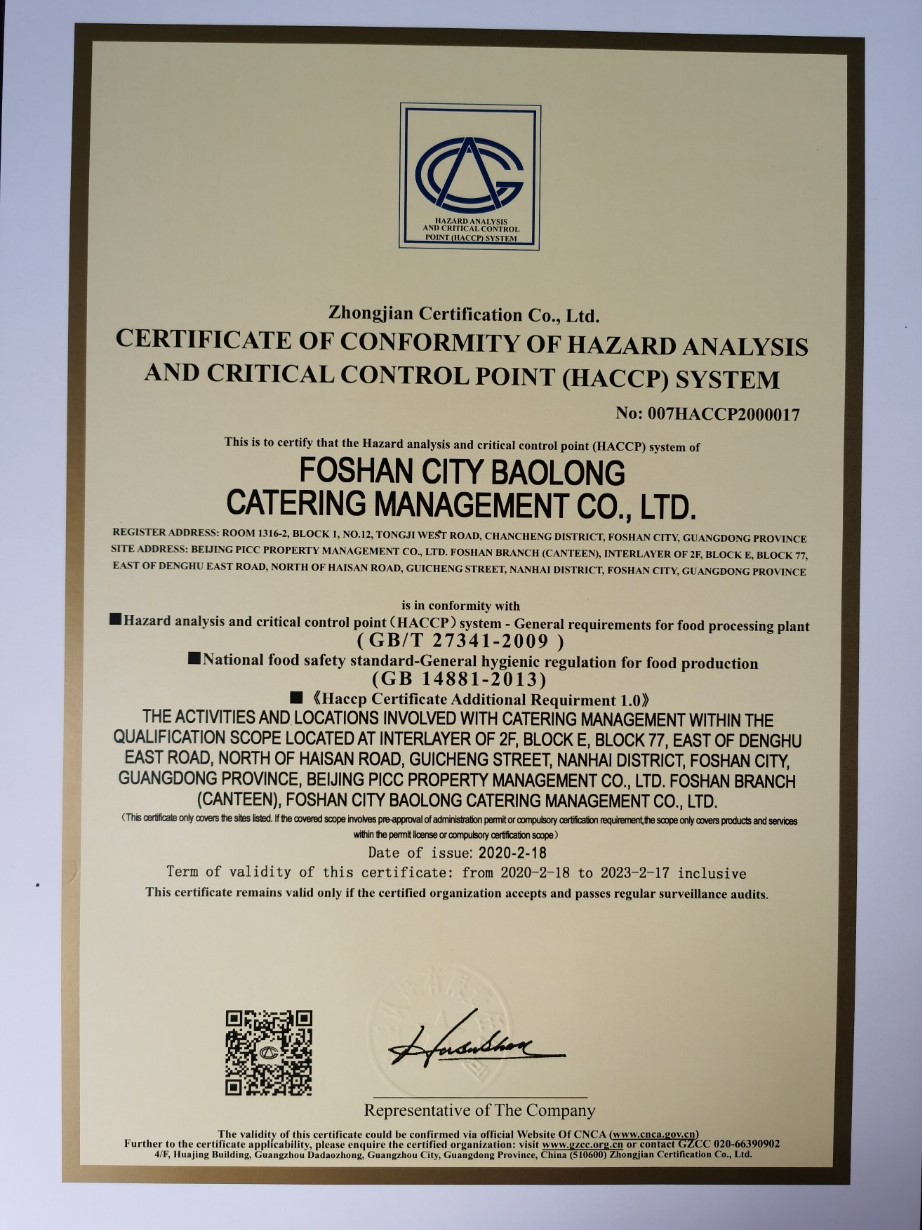 HAZARD ANALYSIS
AND CRITICAL CONTROL
POINT (HACCP) SYSTEM
Zhongjian Certification Co., Ltd.
CERTIFICATE OF CONFORMITY OF HAZARD ANALYSIS
AND CRITICAL CONTROL POINT (HACCP) SYSTEM
No: 007HACCP2000017
This is to certify that the Hazard analysis and critical control point (HACCP) system of
FOSHAN CITY BAOLONG
CATERING MANAGEMENT CO., LTD.
REGISTER ADDRESS: ROOM 1316-2, BLOCK 1, NO.12, TONGJI WEST ROAD, CHANCHENG DISTRICT, FOSHAN CITY, GUANGDONG PROVINCE
SITE ADDRESS: BEIJING PICC PROPERTY MANAGEMENT CO., LTD. FOSHAN BRANCH (CANTEEN), INTERLAYER OF 2F, BLOCK E, BLOCK 77,
EAST OF DENGHU EAST ROAD, NORTH OF HAISAN ROAD, GUICHENG STREET, NANHAI DISTRICT, FOSHAN CITY, GUANGDONG PROVINCE
is in conformity with
■Hazard analysis and critical control point（HACCP）system - General requirements for food processing plant
( GB/T 27341-2009 )
■National food safety standard-General hygienic regulation for food production
(GB 14881-2013)
■ 《Haccp Certificate Additional Requirment 1.0》
THE ACTIVITIES AND LOCATIONS INVOLVED WITH CATERING MANAGEMENT WITHIN THE
QUALIFICATION SCOPE LOCATED AT INTERLAYER OF 2F, BLOCK E, BLOCK 77, EAST OF DENGHU
EAST ROAD, NORTH OF HAISAN ROAD, GUICHENG STREET, NANHAI DISTRICT, FOSHAN CITY,
GUANGDONG PROVINCE, BEIJING PICC PROPERTY MANAGEMENT CO., LTD. FOSHAN BRANCH
(CANTEEN), FOSHAN CITY BAOLONG CATERING MANAGEMENT CO., LTD.
(This certificate only covers the sites listed. If the covered scope involves pre-approval of administration permit or compulsory certification requirement,the scope only covers products and services
within the permit license or compulsory certification scope.)
Date of issue: 2020-2-18
Term of validity of this certificate: from 2020-2-18 to 2023-2-17 inclusive
This certificate remains valid only if the certified organization accepts and passes regular surveillance audits.
Representative of The Company
The validity of this certificate could be confirmed via official Website Of CNCA (www.cnca.gov.cn)
Further to the certificate applicability, please enquire the certified organization: visit www.gzcc.org.cn or contact GZCC 020-66390902
4/F, Huajing Building, Guangzhou Dadaozhong, Guangzhou City, Guangdong Province, China (510600) Zhongjian Certification Co., Ltd.